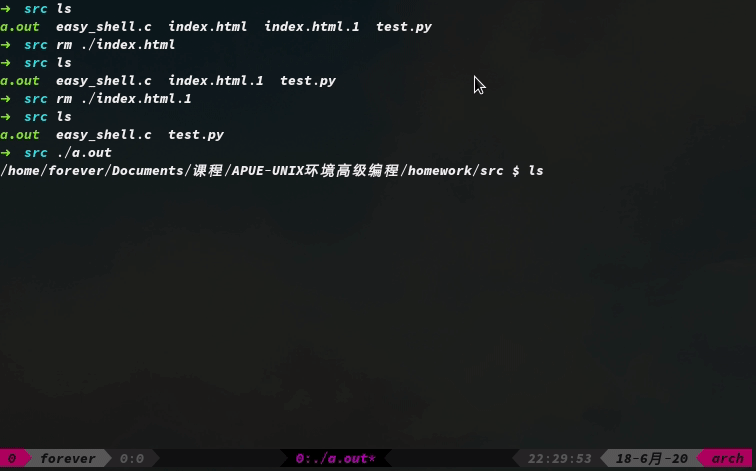 ➜  src ls
a.out  easy_shell.c  index.html  index.html.1  test.py
➜  src rm ./index.html
➜  src ls
a.out  easy_shell.c  index.html.1  test.py
➜  src rm ./index.html.1
➜  src ls
a.out  easy_shell.c  test.py
➜  src ./a.out
/home/forever/Documents/课程/APUE-UNIX环境高级编程/homework/src $ ls
0 forever 0:0 0:./a.out* 22:29:53 18-6月-20 arch